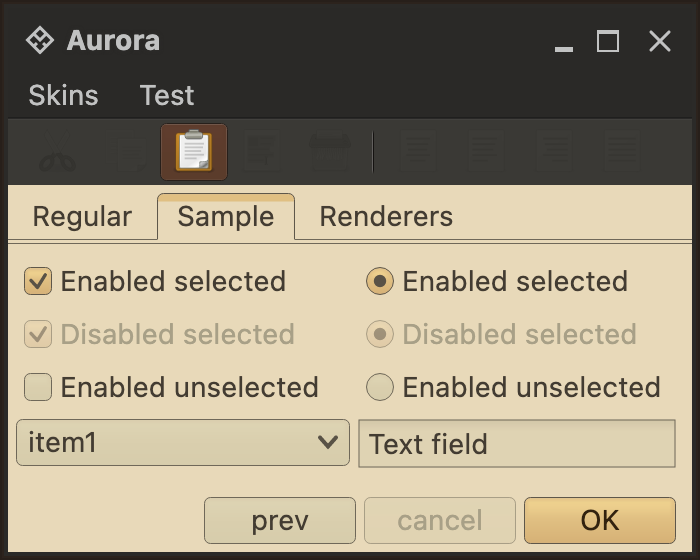 Aurora
Skins Test
Regular Sample Renderers
Enabled selected Enabled selected
Disabled selected Disabled selected
Enabled unselected Enabled unselected
item1 Text field
prev cancel OK